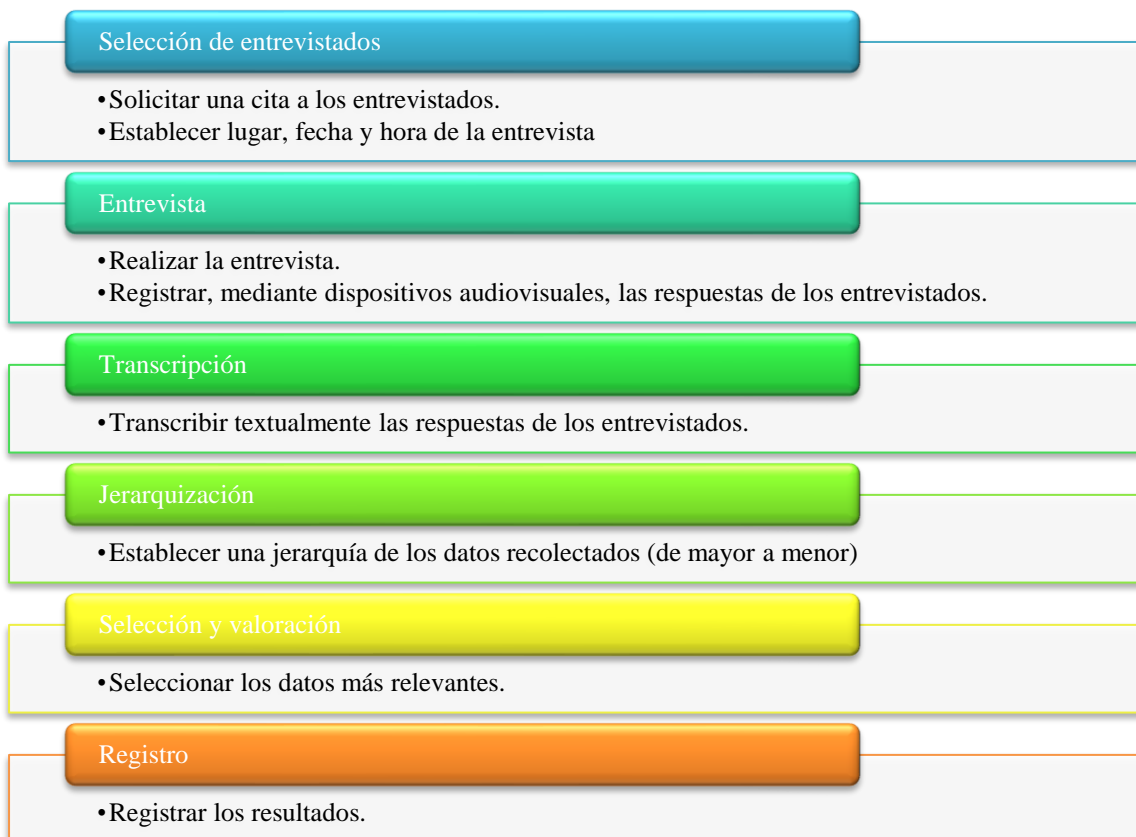 Selección de entrevistados
•Solicitar una cita a los entrevistados.
•Establecer lugar, fecha y hora de la entrevista
Entrevista
•Realizar la entrevista.
•Registrar, mediante dispositivos audiovisuales, las respuestas de los entrevistados.
Transcripción
•Transcribir textualmente las respuestas de los entrevistados.
Jerarquización
•Establecer una jerarquía de los datos recolectados (de mayor a menor)
Selección y valoración
•Seleccionar los datos más relevantes.
Registro
•Registrar los resultados.